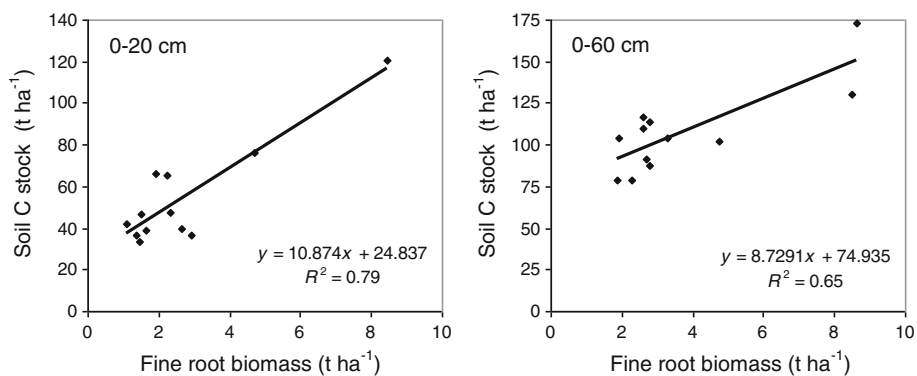 140
120
100
80
60
40
20
0
Soil C stock (t ha⁻¹)
0-20 cm
y = 10.874x + 24.837
R² = 0.79
0 2 4 6 8 10
Fine root biomass (t ha⁻¹)
175
150
125
100
75
50
25
0
Soil C stock (t ha⁻¹)
0-60 cm
y = 8.7291x + 74.935
R² = 0.65
0 2 4 6 8 10
Fine root biomass (t ha⁻¹)